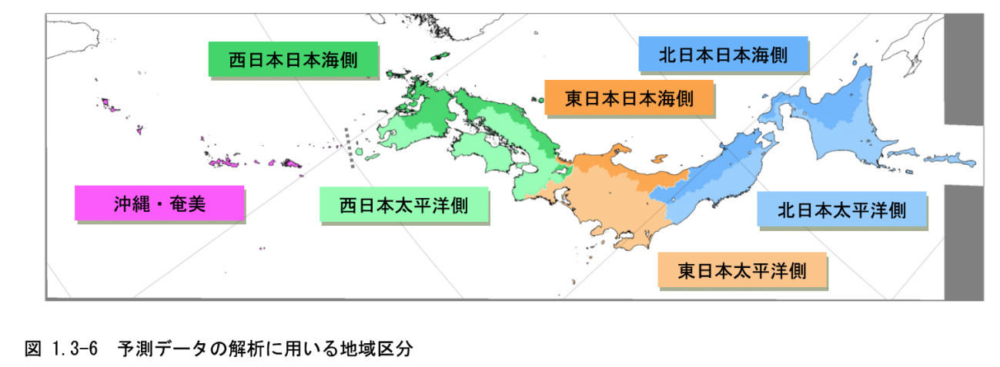 西日本日本海側
北日本日本海側
東日本日本海側
沖縄・奄美
西日本太平洋側
北日本太平洋側
東日本太平洋側
図 1.3-6 予測データの解析に用いる地域区分